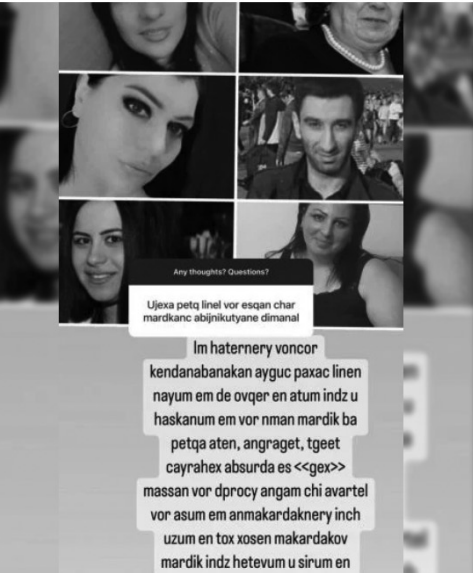 Any thoughts? Questions?
Ujexa petq linel vor esqan char
mardkanc abijnikutyane dimanal
Im haternery voncor
kendanabanakan ayguc paxac linen
nayum em de ovqer en atum indz u
haskanum em vor nman mardik ba
petqa aten, angraget, tgeet
cayrahex absurda es <<gex>>
massan vor dprocy angam chi avartel
vor asum em anmakardaknery inch
uzum en tox xosen makardakov
mardik indz hetevum u sirum en